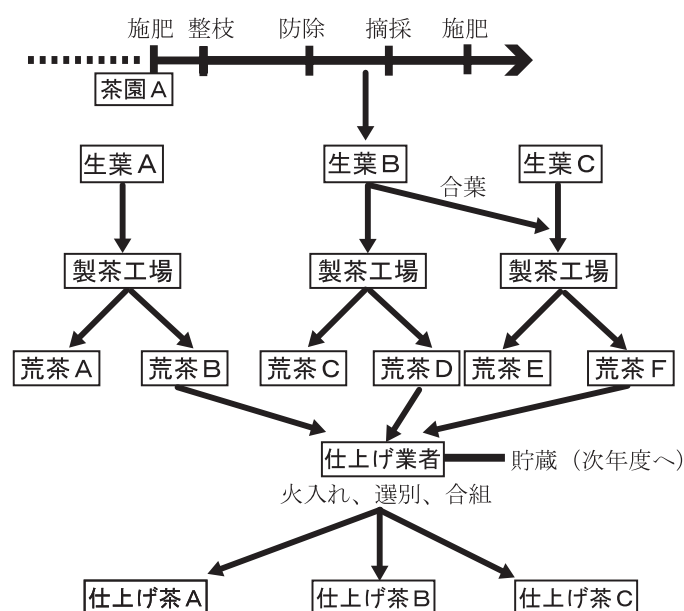 施肥 整枝 防除 摘採 施肥
茶園A
生葉A 生葉B 生葉C
合葉
製茶工場 製茶工場 製茶工場
荒茶A 荒茶B 荒茶C 荒茶D 荒茶E 荒茶F
仕上げ業者 貯蔵（次年度へ）
火入れ、選別、合組
仕上げ茶A 仕上げ茶B 仕上げ茶C